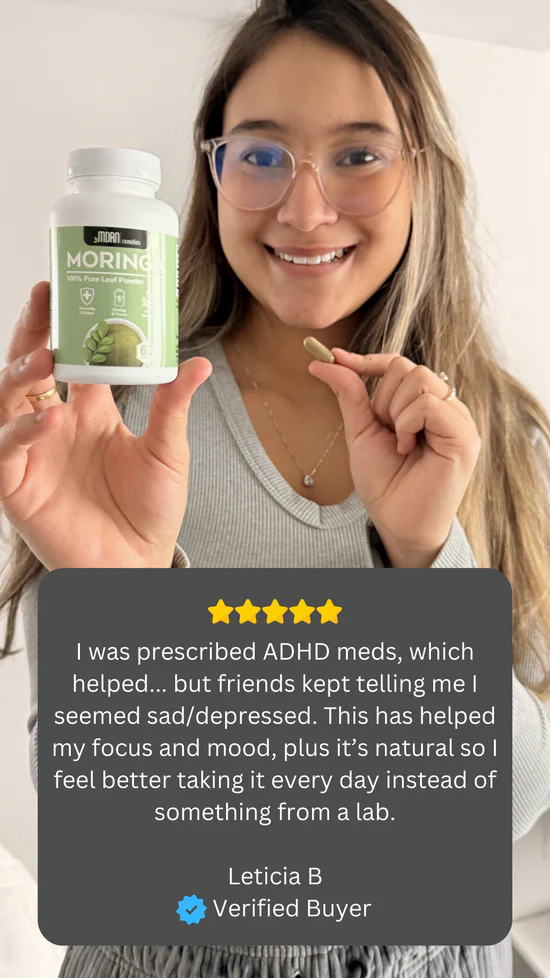 MDRN remedies
MORINGA
100% Pure Leaf Powder
I was prescribed ADHD meds, which
helped... but friends kept telling me I
seemed sad/depressed. This has helped
my focus and mood, plus it’s natural so I
feel better taking it every day instead of
something from a lab.
Leticia B
Verified Buyer